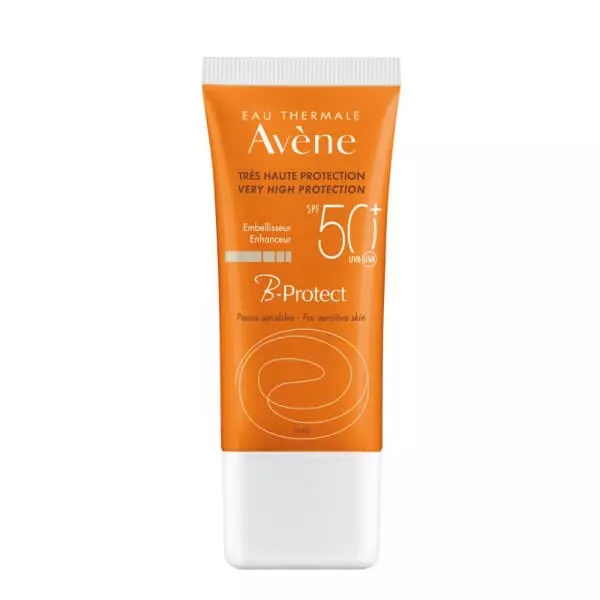 EAU THERMALE
Avène
TRÈS HAUTE PROTECTION
VERY HIGH PROTECTION
SPF 50+
UVB UVA
Embellisseur
Enhanceur
B-Protect
Peaux sensibles - For sensitive skin
PARIS